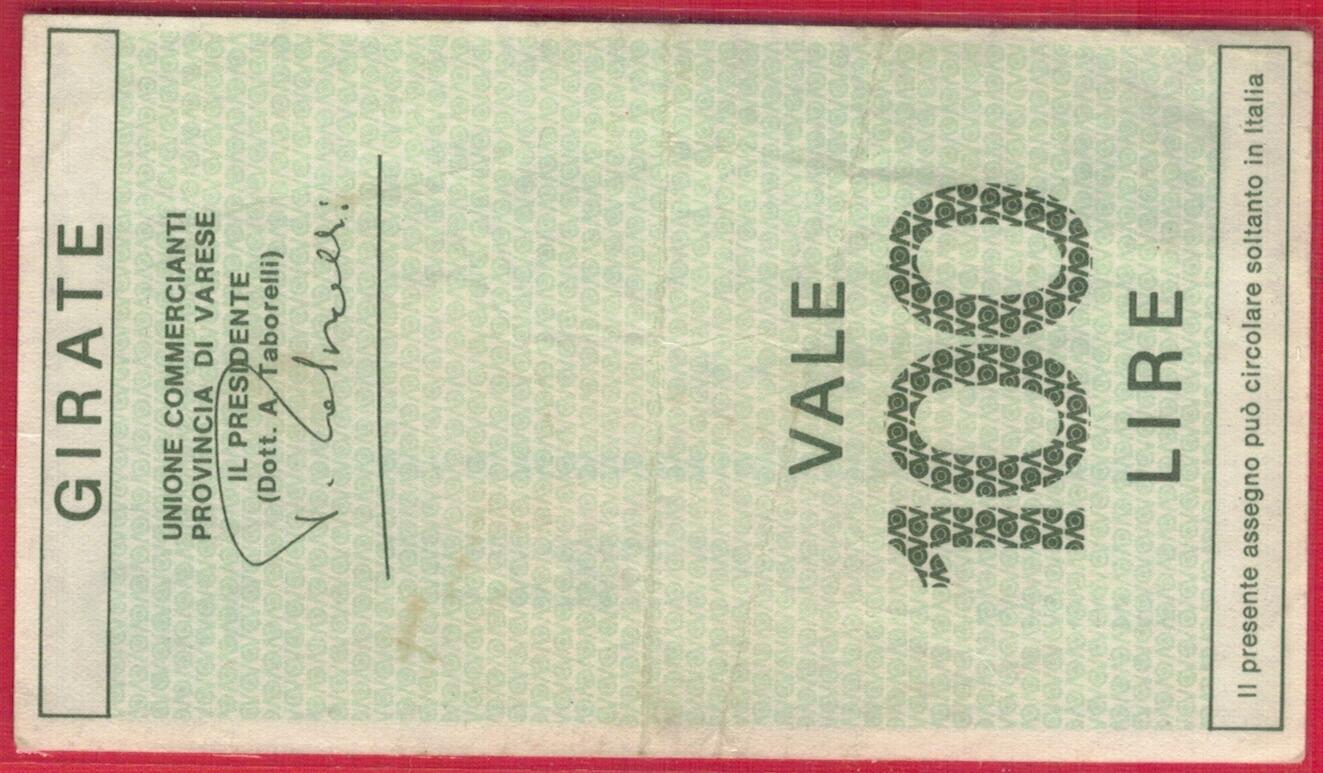 GIRATE
UNIONE COMMERCIANTI
PROVINCIA DI VARESE
IL PRESIDENTE
(Dott. A. Taborelli)
VALE
100
LIRE
Il presente assegno può circolare soltanto in Italia